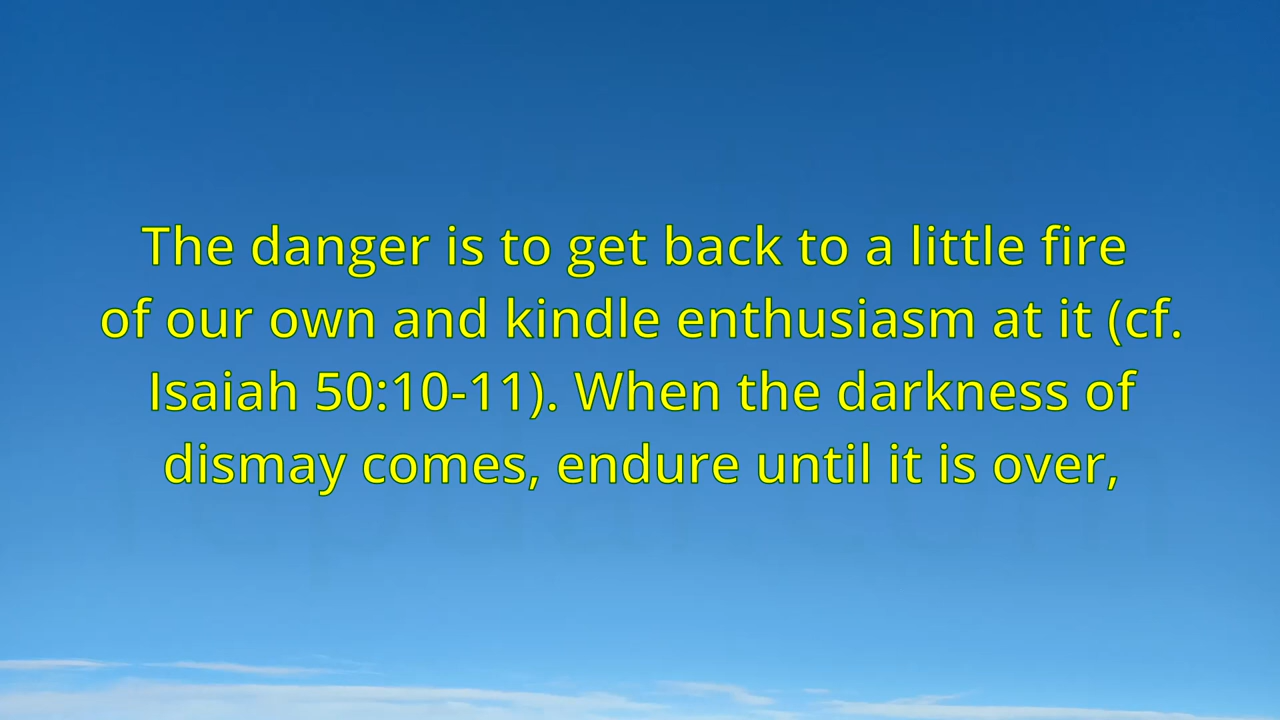 The danger is to get back to a little fire
of our own and kindle enthusiasm at it (cf.
Isaiah 50:10-11). When the darkness of
dismay comes, endure until it is over,